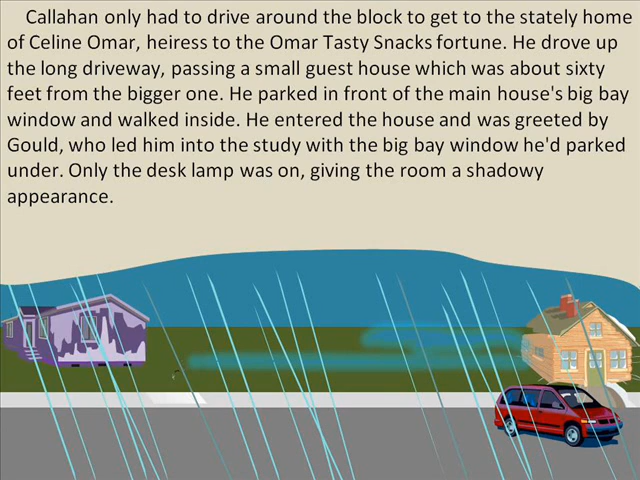 Callahan only had to drive around the block to get to the stately home
of Celine Omar, heiress to the Omar Tasty Snacks fortune. He drove up
the long driveway, passing a small guest house which was about sixty
feet from the bigger one. He parked in front of the main house's big bay
window and walked inside. He entered the house and was greeted by
Gould, who led him into the study with the big bay window he'd parked
under. Only the desk lamp was on, giving the room a shadowy
appearance.